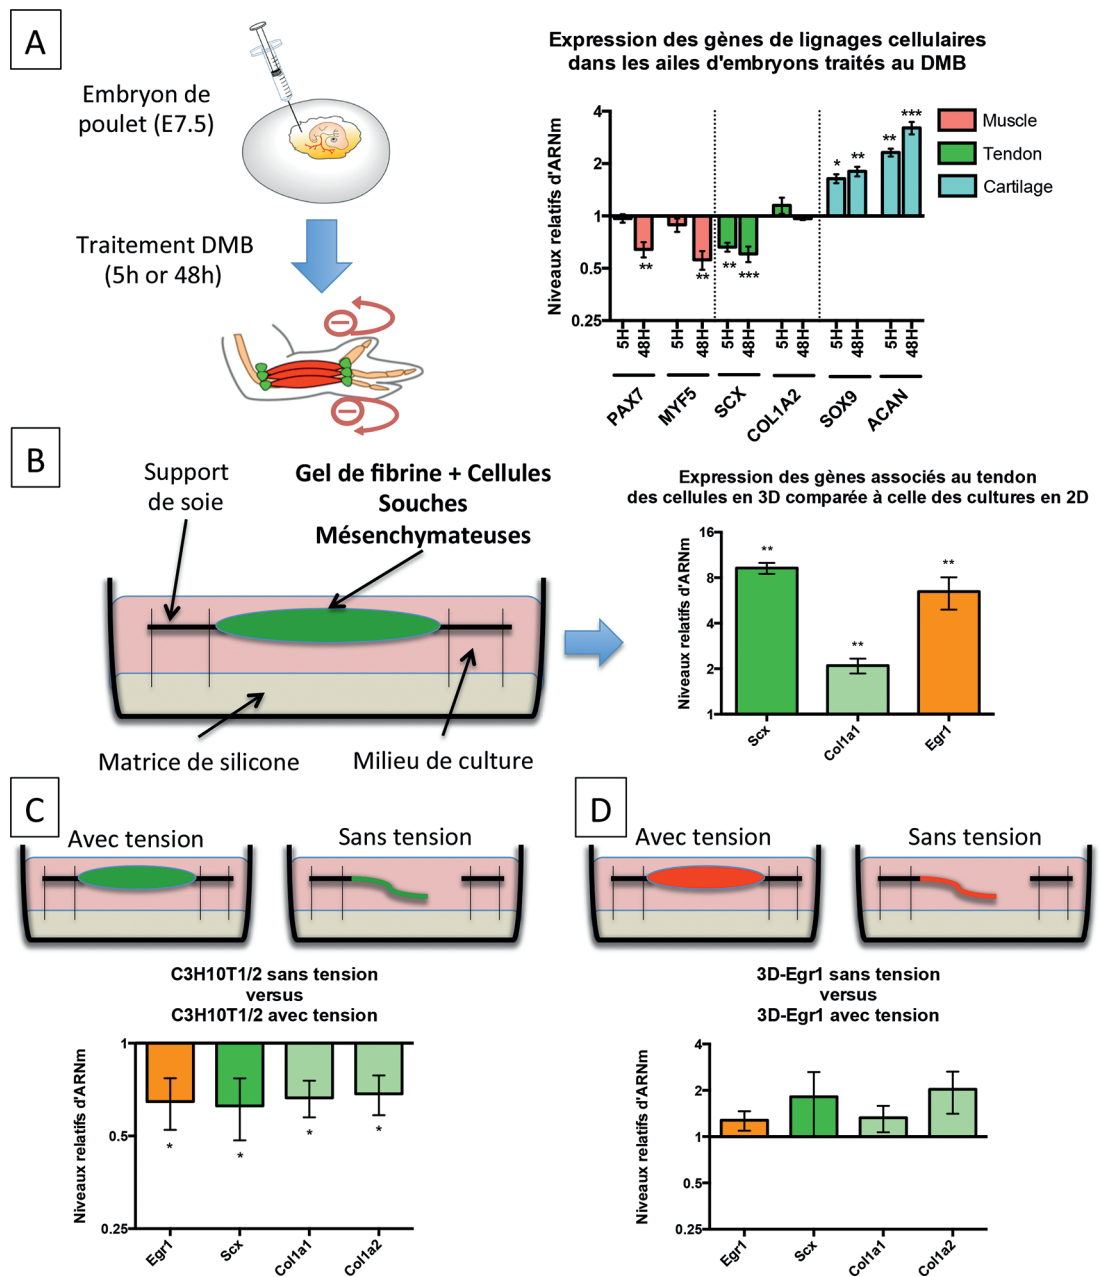 A
Embryon de
poulet (E7.5)
Traitement DMB
(5h or 48h)
Expression des gènes de lignages cellulaires
dans les ailes d'embryons traités au DMB
Niveaux relatifs d'ARNm
4
2
1
0.5
0.25
**
**
**
***
*
**
**
***
Muscle
Tendon
Cartilage
5H
48H
5H
48H
5H
48H
5H
48H
5H
48H
5H
48H
PAX7
MYF5
SCX
COL1A2
SOX9
ACAN
B
Support
de soie
Gel de fibrine + Cellules
Souches
Mésenchymateuses
Matrice de silicone
Milieu de culture
Expression des gènes associés au tendon
des cellules en 3D comparée à celle des cultures en 2D
Niveaux relatifs d'ARNm
16
8
4
2
1
**
**
**
Scx
Col1a1
Egr1
C
Avec tension
Sans tension
C3H10T1/2 sans tension
versus
C3H10T1/2 avec tension
Niveaux relatifs d'ARNm
1
0.5
0.25
*
*
*
*
Egr1
Scx
Col1a1
Col1a2
D
Avec tension
Sans tension
3D-Egr1 sans tension
versus
3D-Egr1 avec tension
Niveaux relatifs d'ARNm
4
2
1
0.5
0.25
Egr1
Scx
Col1a1
Col1a2